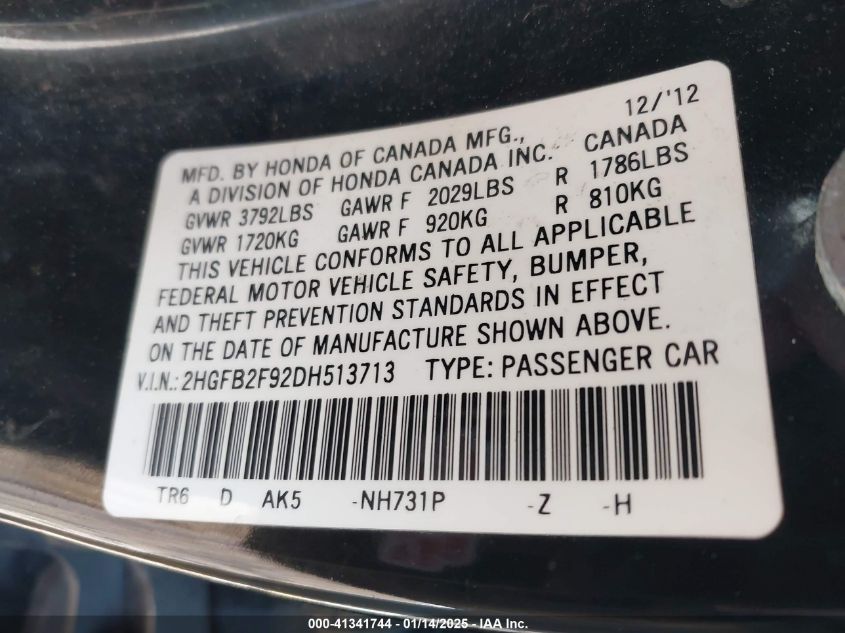 12/'12
MFD. BY HONDA OF CANADA MFG.,
A DIVISION OF HONDA CANADA INC. CANADA
GVWR 3792LBS GAWR F 2029LBS R 1786LBS
GVWR 1720KG GAWR F 920KG R 810KG
THIS VEHICLE CONFORMS TO ALL APPLICABLE
FEDERAL MOTOR VEHICLE SAFETY, BUMPER,
AND THEFT PREVENTION STANDARDS IN EFFECT
ON THE DATE OF MANUFACTURE SHOWN ABOVE.
V.I.N.:2HGFB2F92DH513713 TYPE: PASSENGER CAR
TR6 D AK5 -NH731P -Z -H
000-41341744 — 01/14/2025 - IAA Inc.